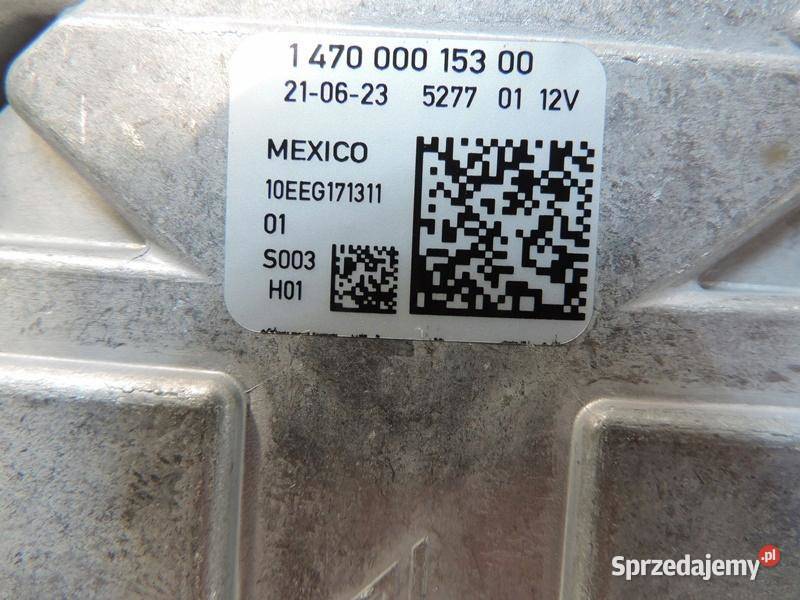 1 470 000 153 00
21-06-23 5277 01 12V
MEXICO
10EEG171311
01
S003
H01
Sprzedajemy.pl